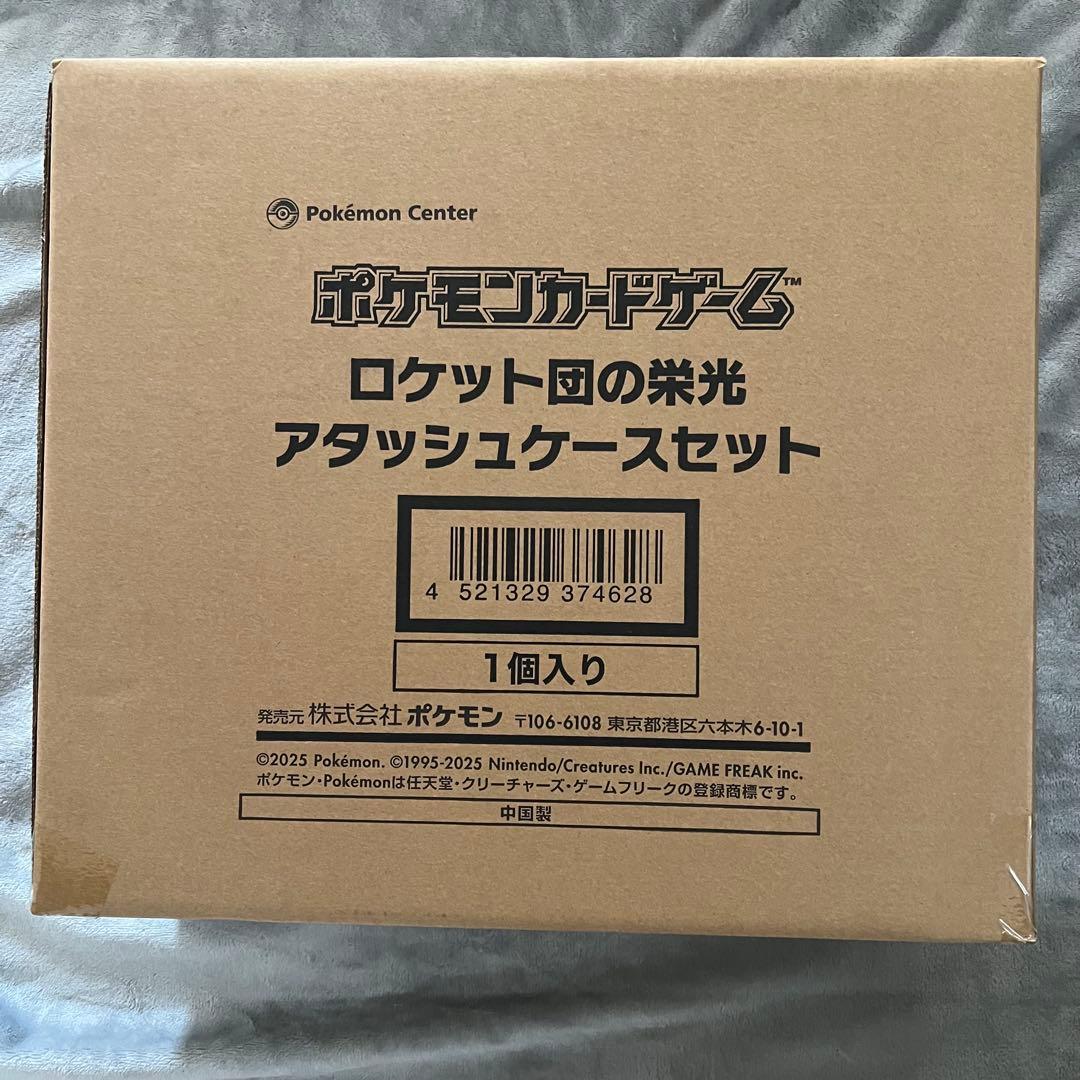 Pokémon Center
ポケモンカードゲーム™
ロケット団の栄光
アタッシュケースセット
4 521329 374628
1個入り
発売元 株式会社 ポケモン 〒106-6108 東京都港区六本木6-10-1
©2025 Pokémon. ©1995-2025 Nintendo/Creatures Inc./GAME FREAK inc.
ポケモン・Pokémonは任天堂・クリーチャーズ・ゲームフリークの登録商標です。
中国製